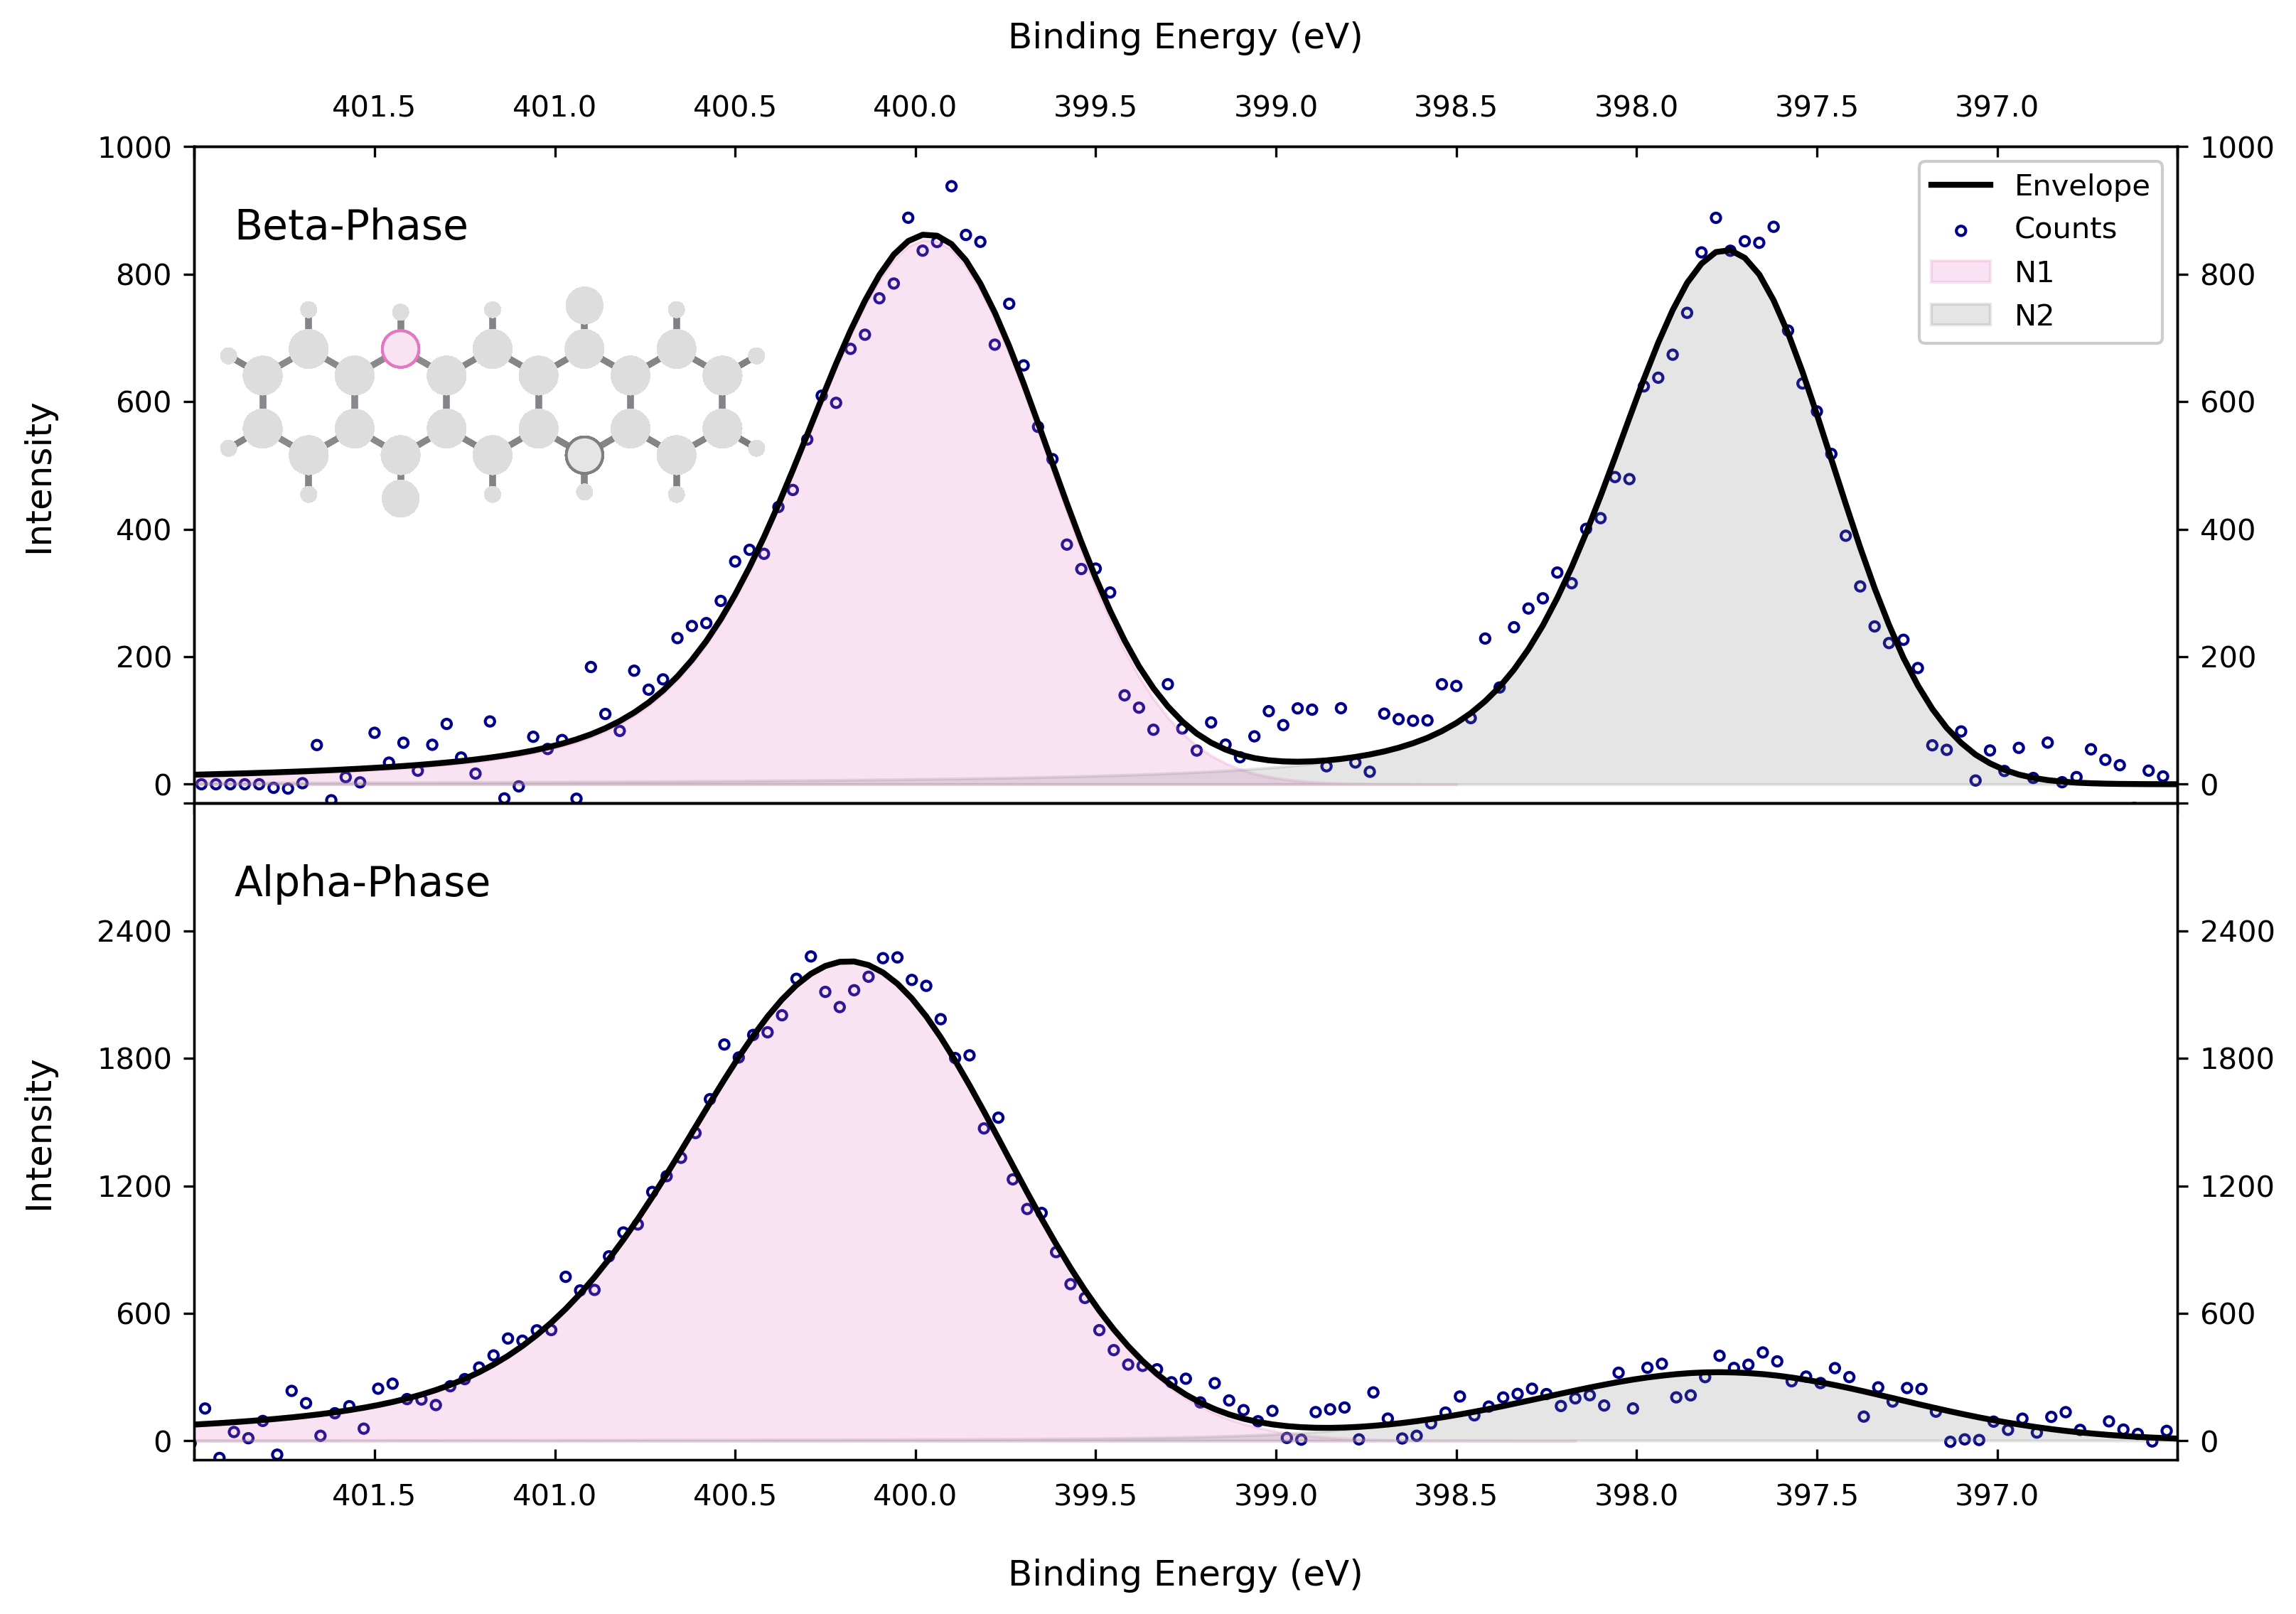 Binding Energy (eV)
401.5 401.0 400.5 400.0 399.5 399.0 398.5 398.0 397.5 397.0
1000 1000
Envelope
Counts
N1
N2
Beta-Phase
800 800
600 600
Intensity
400 400
200 200
0 0
Alpha-Phase
2400 2400
1800 1800
Intensity
1200 1200
600 600
0 0
401.5 401.0 400.5 400.0 399.5 399.0 398.5 398.0 397.5 397.0
Binding Energy (eV)